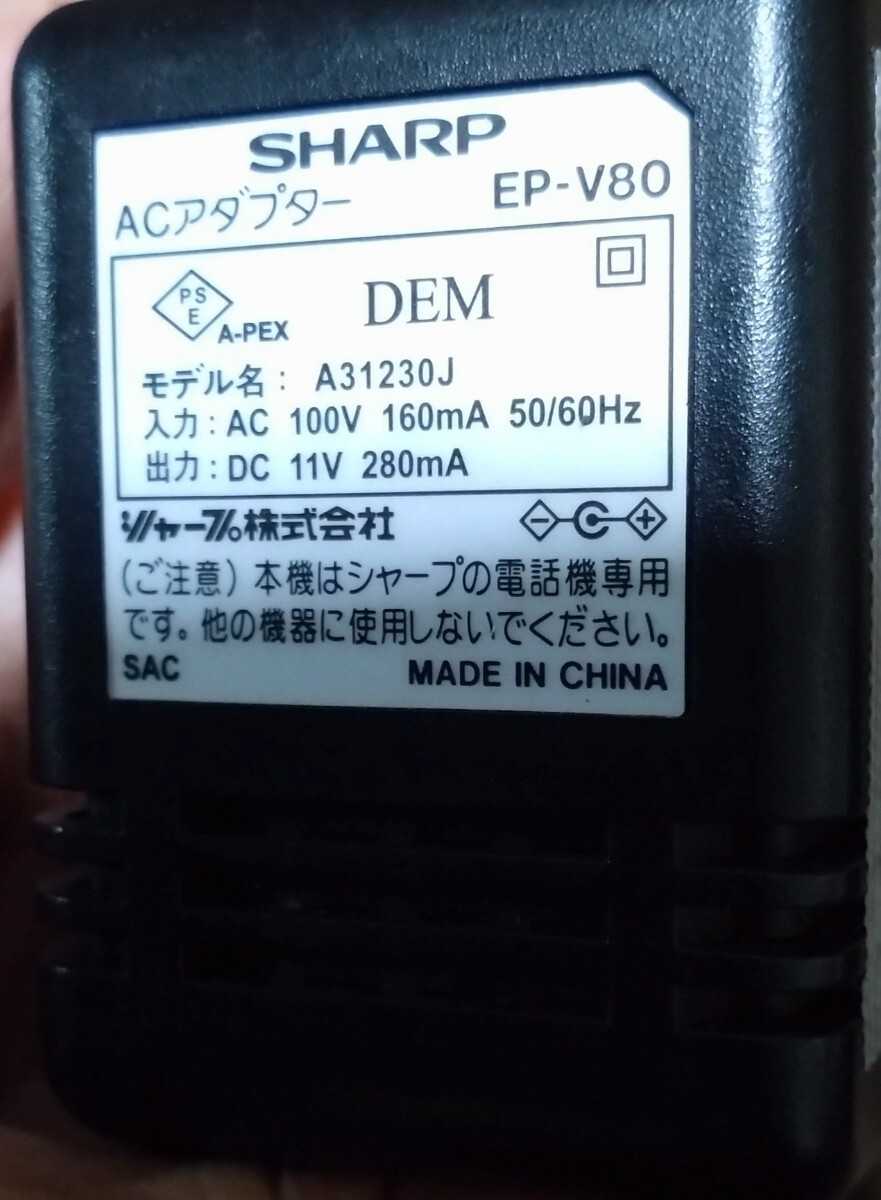 SHARP
ACアダプター EP-V80
PSE A-PEX DEM
モデル名: A31230J
入力:AC 100V 160mA 50/60Hz
出力:DC 11V 280mA
シャープ株式会社
(ご注意)本機はシャープの電話機専用
です。他の機器に使用しないでください。
SAC MADE IN CHINA